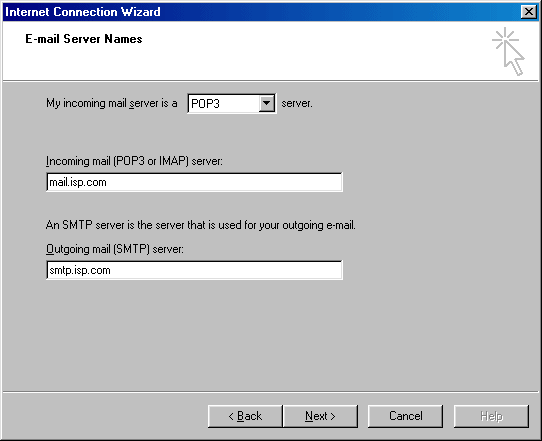 Internet Connection Wizard
E-mail Server Names
My incoming mail server is a POP3 server.
Incoming mail (POP3 or IMAP) server:
mail.isp.com
An SMTP server is the server that is used for your outgoing e-mail.
Outgoing mail (SMTP) server:
smtp.isp.com
< Back Next > Cancel Help